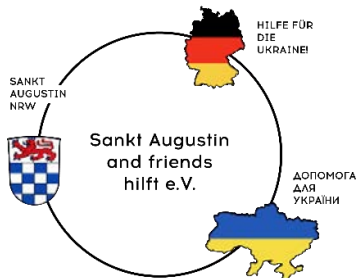 HILFE FÜR
DIE
UKRAINE!
SANKT
AUGUSTIN
NRW
Sankt Augustin
and friends
hilft e.V.
ДОПОМОГА
ДЛЯ
УКРАЇНИ